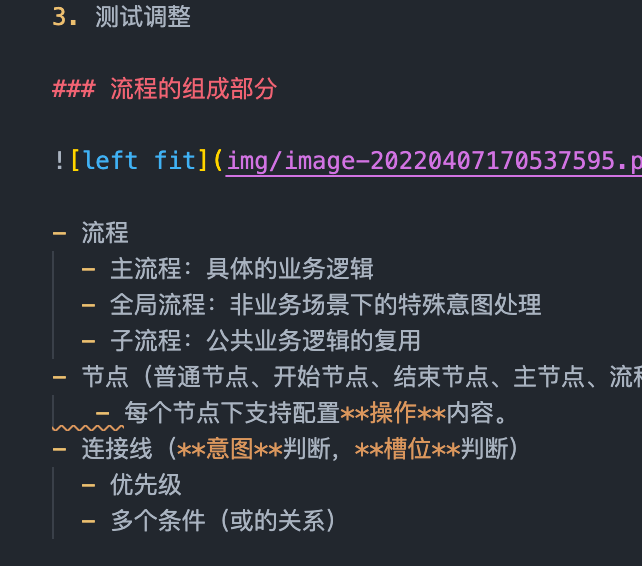 3. 测试调整
### 流程的组成部分
![left fit](img/image-20220407170537595.p
- 流程
- 主流程：具体的业务逻辑
- 全局流程：非业务场景下的特殊意图处理
- 子流程：公共业务逻辑的复用
- 节点（普通节点、开始节点、结束节点、主节点、流程
- 每个节点下支持配置**操作**内容。
- 连接线（**意图**判断，**槽位**判断）
- 优先级
- 多个条件（或的关系）